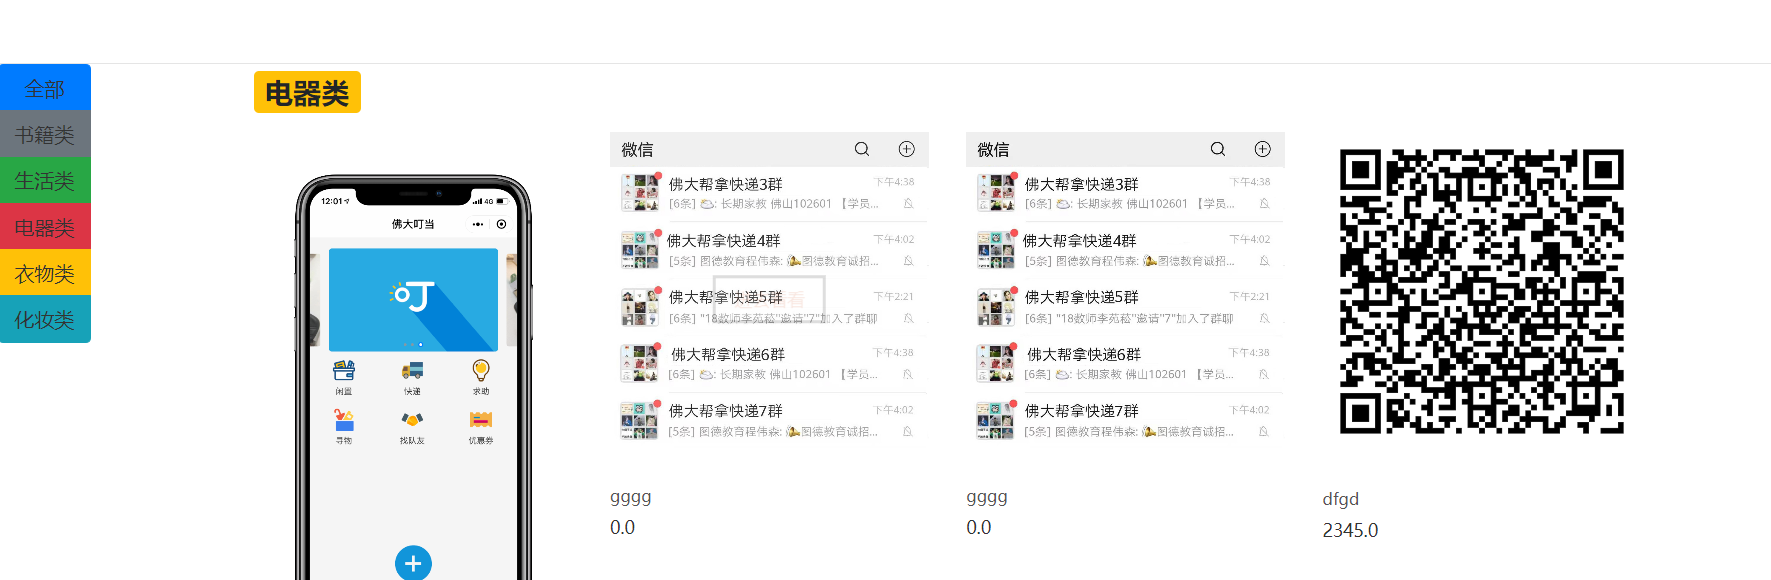 全部
书籍类
生活类
电器类
衣物类
化妆类
电器类
12:01
4G
佛大叮当
叮
闲置
快递
求助
寻物
找队友
优惠券
微信
佛大帮拿快递3群
下午4:38
[6条] : 长期家教 佛山102601 【学员...
佛大帮拿快递4群
下午4:02
[5条] 图德教育程伟森: 图德教育诚招...
佛大帮拿快递5群
下午2:21
[6条] "18数师李苑菘"邀请"7"加入了群聊
佛大帮拿快递6群
下午4:38
[6条] : 长期家教 佛山102601 【学员...
佛大帮拿快递7群
下午4:02
[5条] 图德教育程伟森: 图德教育诚招...
gggg
0.0
微信
佛大帮拿快递3群
下午4:38
[6条] : 长期家教 佛山102601 【学员...
佛大帮拿快递4群
下午4:02
[5条] 图德教育程伟森: 图德教育诚招...
佛大帮拿快递5群
下午2:21
[6条] "18数师李苑菘"邀请"7"加入了群聊
佛大帮拿快递6群
下午4:38
[6条] : 长期家教 佛山102601 【学员...
佛大帮拿快递7群
下午4:02
[5条] 图德教育程伟森: 图德教育诚招...
gggg
0.0
dfgd
2345.0